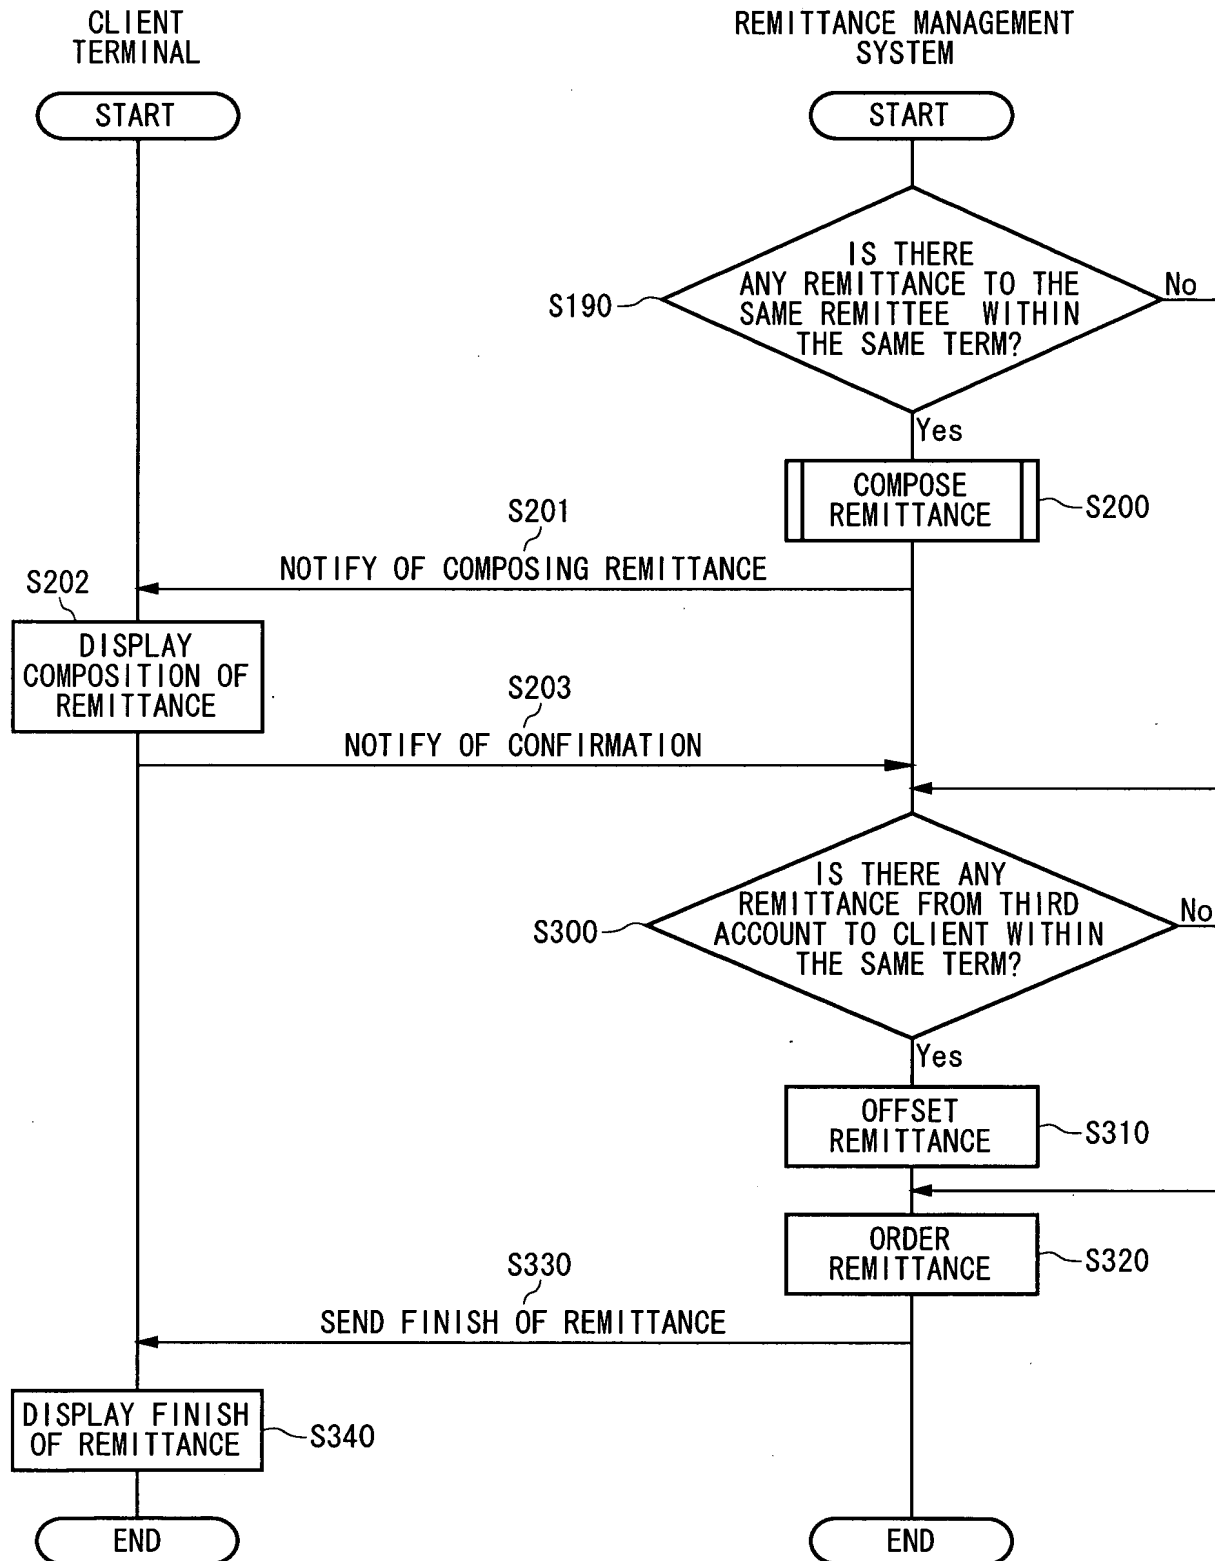 CLIENT
TERMINAL
REMITTANCE MANAGEMENT
SYSTEM
START
START
IS THERE
ANY REMITTANCE TO THE
SAME REMITTEE WITHIN
THE SAME TERM?
S190
No
Yes
COMPOSE
REMITTANCE
S200
S201
NOTIFY OF COMPOSING REMITTANCE
S202
DISPLAY
COMPOSITION OF
REMITTANCE
S203
NOTIFY OF CONFIRMATION
IS THERE ANY
REMITTANCE FROM THIRD
ACCOUNT TO CLIENT WITHIN
THE SAME TERM?
S300
No
Yes
OFFSET
REMITTANCE
S310
ORDER
REMITTANCE
S320
S330
SEND FINISH OF REMITTANCE
DISPLAY FINISH
OF REMITTANCE
S340
END
END